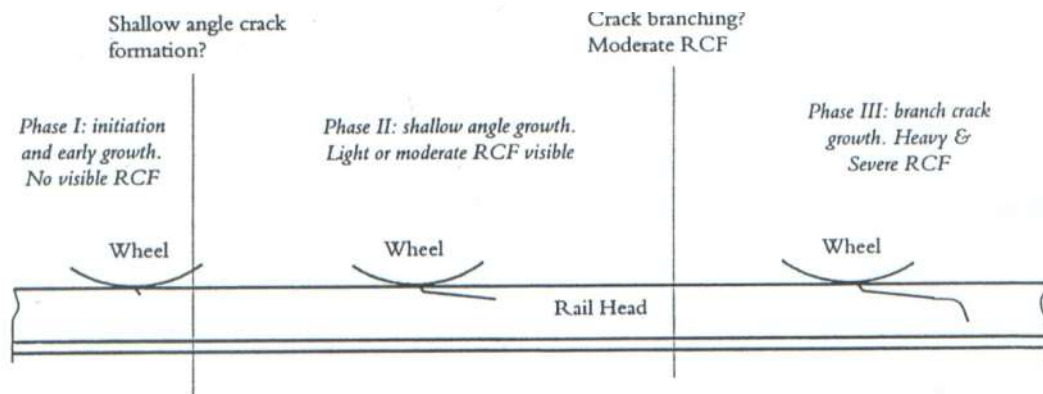 Shallow angle crack
formation?
Crack branching?
Moderate RCF
Phase I: initiation
and early growth.
No visible RCF
Phase II: shallow angle growth.
Light or moderate RCF visible
Phase III: branch crack
growth. Heavy &
Severe RCF
Wheel
Wheel
Wheel
Rail Head